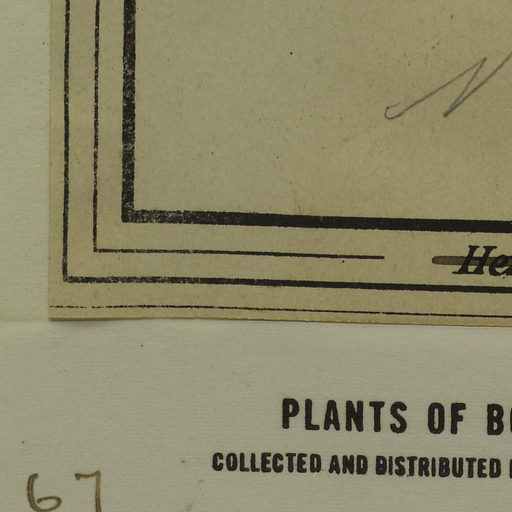 PLANTS OF
COLLECTED AND DISTRIBUTED
67